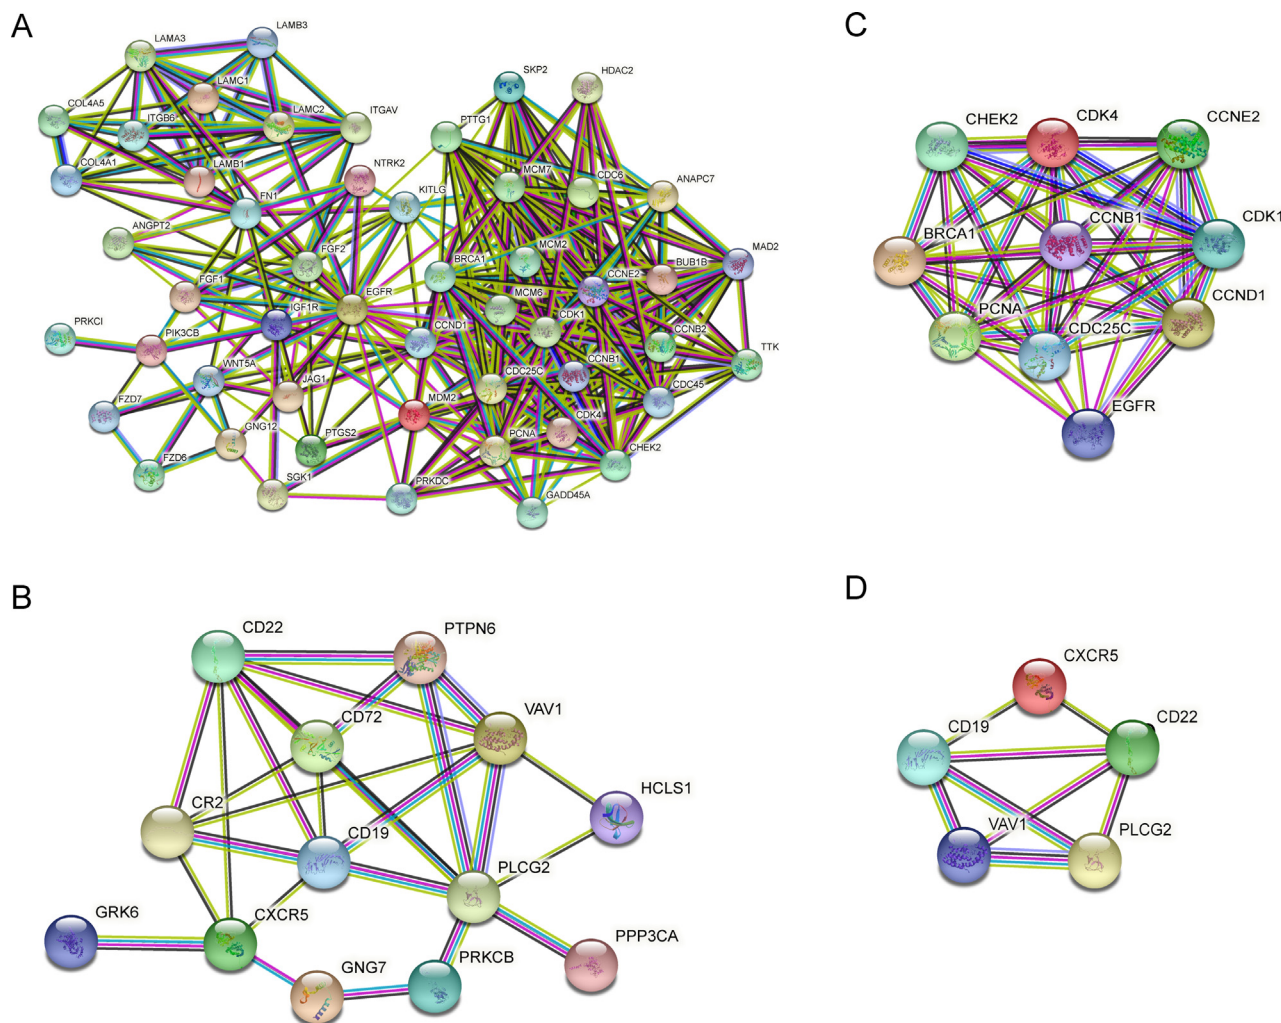 A
LAMB3
LAMA3
SKP2
HDAC2
LAMC1
COL4A5
ITGB6
LAMC2
ITGAV
PTTG1
COL4A1
LAMB1
NTRK2
MCM7
CDC6
ANAPC7
FN1
KITLG
ANGPT2
FGF2
BRCA1
MCM2
BUB1B
MAD2
CCNE2
FGF1
EGFR
MCM6
IGF1R
CDK1
PRKCI
PIK3CB
CCND1
CCNB2
TTK
WNT5A
CCNB1
JAG1
CDC25C
CDC45
FZD7
MDM2
GNG12
PTGS2
CDK4
PCNA
CHEK2
FZD6
SGK1
PRKDC
GADD45A
B
CD22
PTPN6
CD72
VAV1
HCLS1
CR2
CD19
PLCG2
GRK6
CXCR5
PPP3CA
GNG7
PRKCB
C
CHEK2
CDK4
CCNE2
CCNB1
CDK1
BRCA1
PCNA
CCND1
CDC25C
EGFR
D
CXCR5
CD19
CD22
VAV1
PLCG2